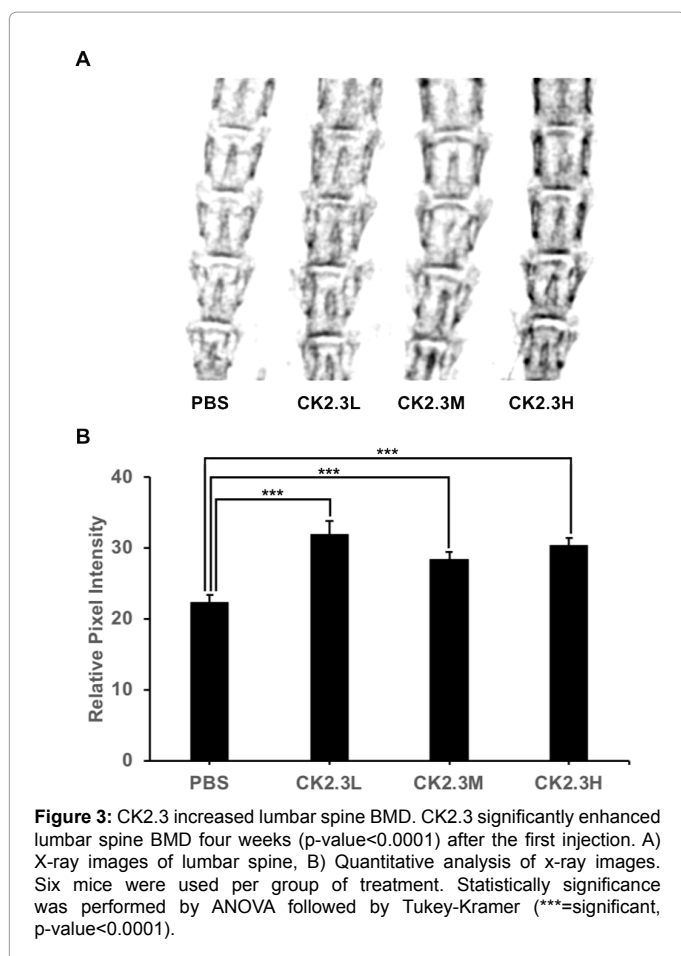 A
PBS CK2.3L CK2.3M CK2.3H
B
***
***
***
40
30
20
10
0
Relative Pixel Intensity
PBS CK2.3L CK2.3M CK2.3H
Figure 3: CK2.3 increased lumbar spine BMD. CK2.3 significantly enhanced
lumbar spine BMD four weeks (p-value<0.0001) after the first injection. A)
X-ray images of lumbar spine, B) Quantitative analysis of x-ray images.
Six mice were used per group of treatment. Statistically significance
was performed by ANOVA followed by Tukey-Kramer (***=significant,
p-value<0.0001).